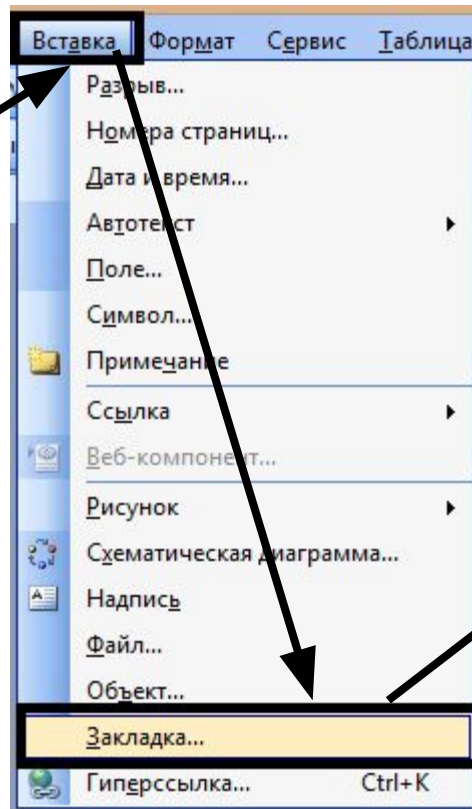 Вставка Формат Сервис Таблица
Разрыв...
Номера страниц...
Дата и время...
Автотекст
Поле...
Символ...
Примечание
Ссылка
Веб-компонент...
Рисунок
Схематическая диаграмма...
Надпись
Файл...
Объект...
Закладка...
Гиперссылка... Ctrl+K